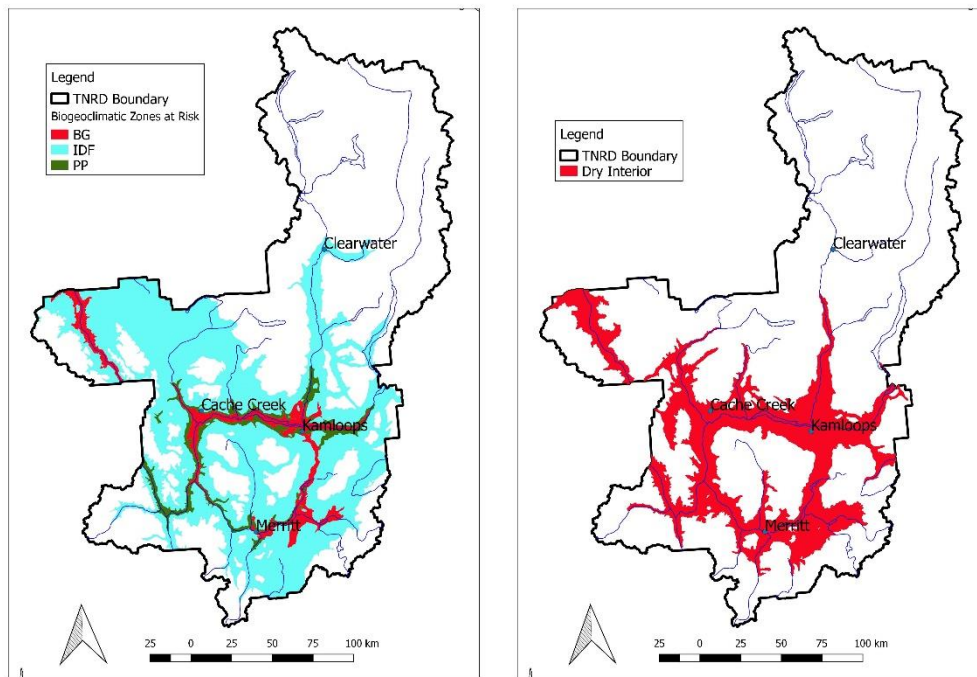 Legend
TNRD Boundary
Biogeoclimatic Zones at Risk
BG
IDF
PP
Clearwater
Cache Creek
Kamloops
Merritt
25 0 25 50 75 100 km
Legend
TNRD Boundary
Dry Interior
Clearwater
Cache Creek
Kamloops
Merritt
25 0 25 50 75 100 km